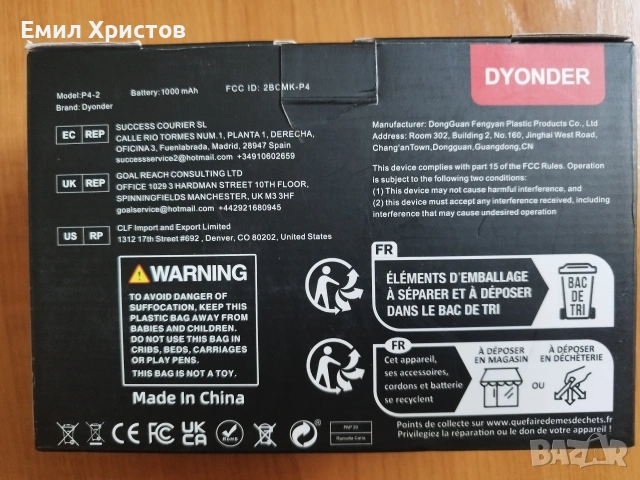 Емил Христов
DYONDER
Model:P4-2
Battery:1000 mAh
FCC ID: 2BCMK-P4
Brand: Dyonder
EC REP
SUCCESS COURIER SL
CALLE RIO TORMES NUM.1, PLANTA 1, DERECHA,
OFICINA 3, Fuenlabrada, Madrid, 28947 Spain
successservice2@hotmail.com +34910602659
UK REP
GOAL REACH CONSULTING LTD
OFFICE 1029 3 HARDMAN STREET 10TH FLOOR,
SPINNINGFIELDS MANCHESTER, UK M3 3HF
goalservice@hotmail.com +442921680945
US RP
CLF Import and Export Limited
1312 17th Street #692 , Denver, CO 80202, United States
Manufacturer: DongGuan Fengyan Plastic Products Co., Ltd
Address: Room 302, Building 2, No.160, Jinghai West Road,
Chang'anTown,Dongguan,Guangdong,CN
This device complies with part 15 of the FCC Rules. Operation
is subject to the following two conditions:
(1) This device may not cause harmful interference, and
(2) this device must accept any interference received, including
interference that may cause undesired operation
WARNING
TO AVOID DANGER OF
SUFFOCATION, KEEP THIS
PLASTIC BAG AWAY FROM
BABIES AND CHILDREN.
DO NOT USE THIS BAG IN
CRIBS, BEDS, CARRIAGES
OR PLAY PENS.
THIS BAG IS NOT A TOY.
Made In China
FR
ÉLÉMENTS D'EMBALLAGE
À SÉPARER ET À DÉPOSER
DANS LE BAC DE TRI
BAC
DE
TRI
FR
Cet appareil,
ses accessoires,
cordons et batterie
se recyclent
À DÉPOSER
EN MAGASIN
OU
À DÉPOSER
EN DÉCHÈTERIE
Points de collecte sur www.quefairedemesdechets.fr
Privilégiez la réparation ou le don de votre appareil !
CE FC UK
CA
RoHS
PAP 20
Raccolta Carta
bazar